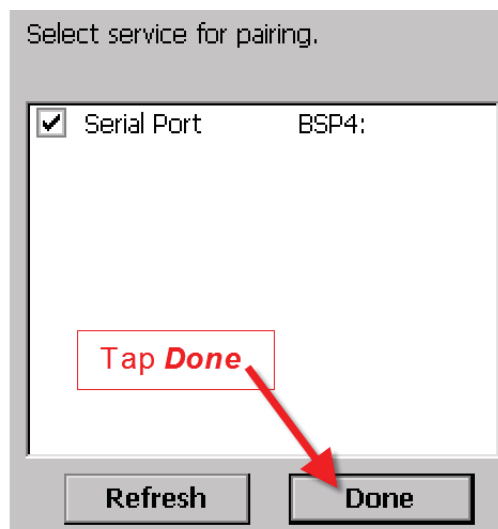 Select service for pairing.
Serial Port BSP4:
Tap Done
Refresh Done